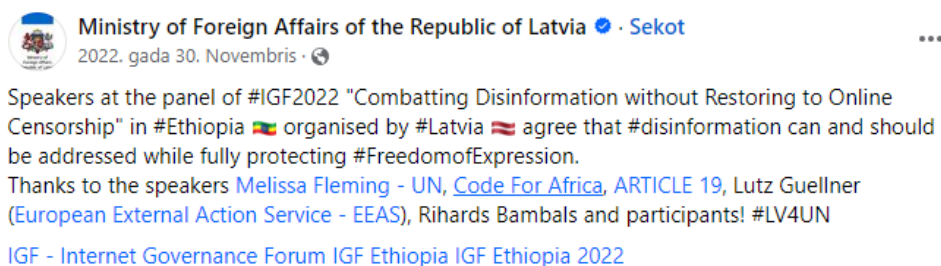 Ministry of Foreign Affairs of the Republic of Latvia · Sekot
2022. gada 30. Novembris ·
Speakers at the panel of #IGF2022 "Combatting Disinformation without Restoring to Online
Censorship" in #Ethiopia 🇪🇹 organised by #Latvia 🇱🇻 agree that #disinformation can and should
be addressed while fully protecting #FreedomofExpression.
Thanks to the speakers Melissa Fleming - UN, Code For Africa, ARTICLE 19, Lutz Guellner
(European External Action Service - EEAS), Rihards Bambals and participants! #LV4UN
IGF - Internet Governance Forum IGF Ethiopia IGF Ethiopia 2022